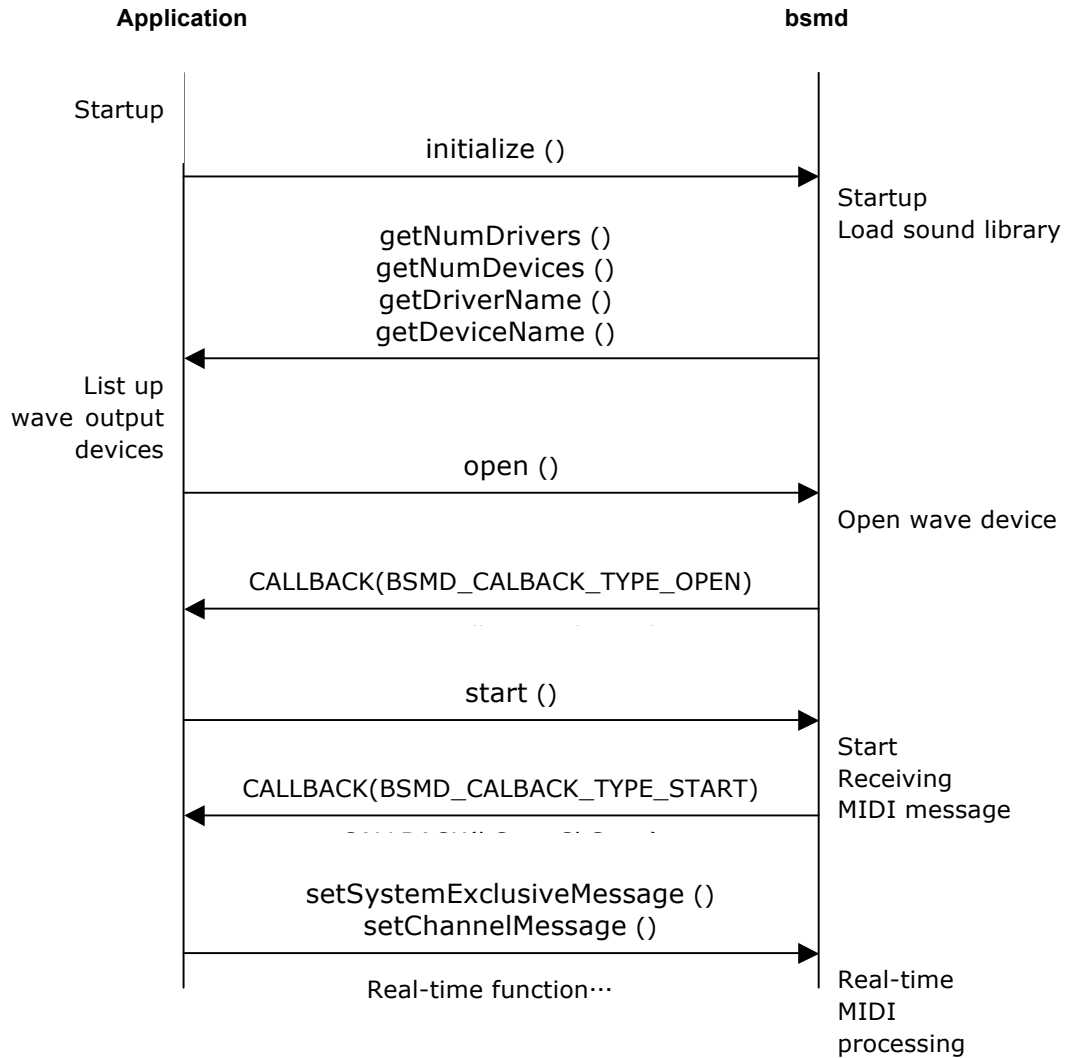 Application
bsmd
Startup
initialize ()
Startup
Load sound library
getNumDrivers ()
getNumDevices ()
getDriverName ()
getDeviceName ()
List up
wave output
devices
open ()
Open wave device
CALLBACK(BSMD_CALBACK_TYPE_OPEN)
start ()
Start
Receiving
MIDI message
CALLBACK(BSMD_CALBACK_TYPE_START)
setSystemExclusiveMessage ()
setChannelMessage ()
Real-time function…
Real-time
MIDI
processing